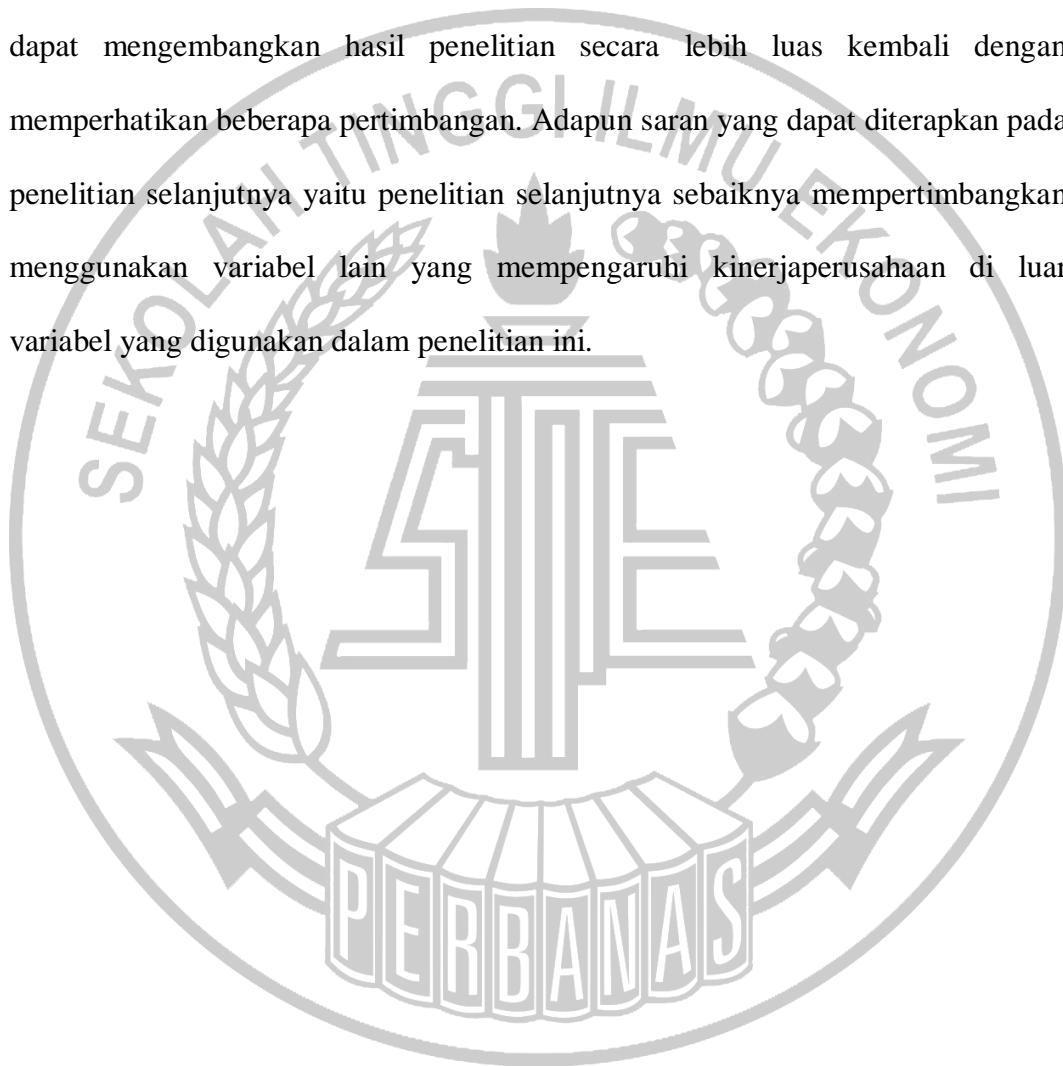 dapat mengembangkan hasil penelitian secara lebih luas kembali dengan
memperhatikan beberapa pertimbangan. Adapun saran yang dapat diterapkan pada
penelitian selanjutnya yaitu penelitian selanjutnya sebaiknya mempertimbangkan
menggunakan variabel lain yang mempengaruhi kinerjaperusahaan di luar
variabel yang digunakan dalam penelitian ini.
SEKOLAH TINGGI ILMU EKONOMI
STIE
PERBANAS